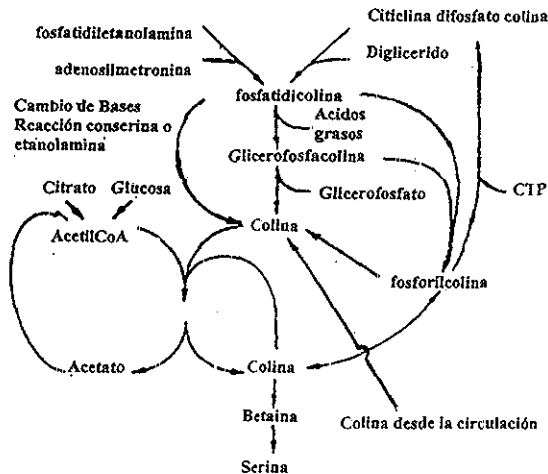 Citiclina difosfato colina
fosfatidiletanolamina
Diglicerido
adenosilmetronina
fosfatidicolina
Cambio de Bases
Reacción conserina o
etanolamina
Acidos
grasos
Glicerofosfacolina
Citrato
Glucosa
Glicerofosfato
CTP
AcetilCoA
Colina
fosforilcolina
Acetato
Colina
Betaina
Colina desde la circulación
Serina